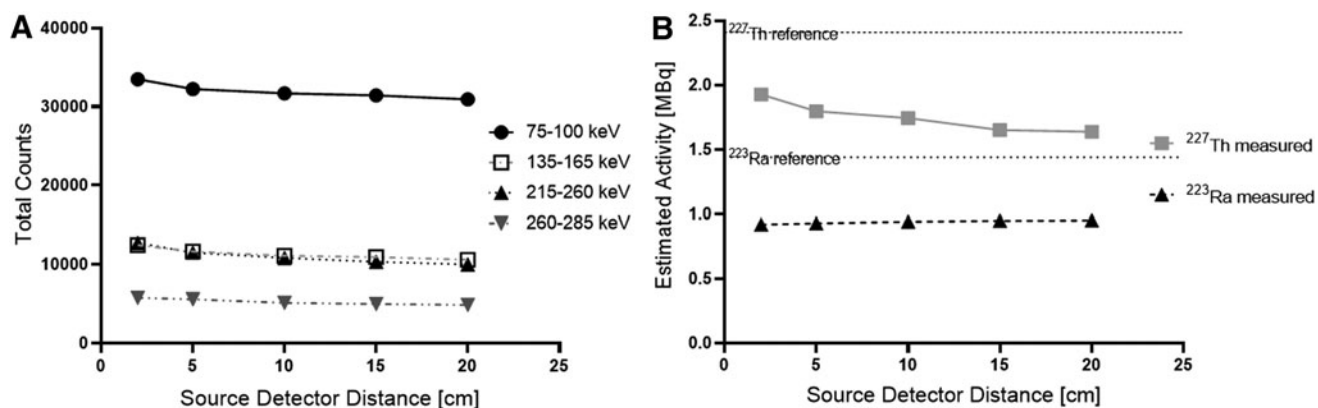 A
Total Counts
40000
30000
20000
10000
0
0 5 10 15 20 25
Source Detector Distance [cm]
75-100 keV
135-165 keV
215-260 keV
260-285 keV
B
Estimated Activity [MBq]
2.5
2.0
1.5
1.0
0.5
0.0
0 5 10 15 20 25
Source Detector Distance [cm]
²²⁷Th reference
²²³Ra reference
²²⁷Th measured
²²³Ra measured